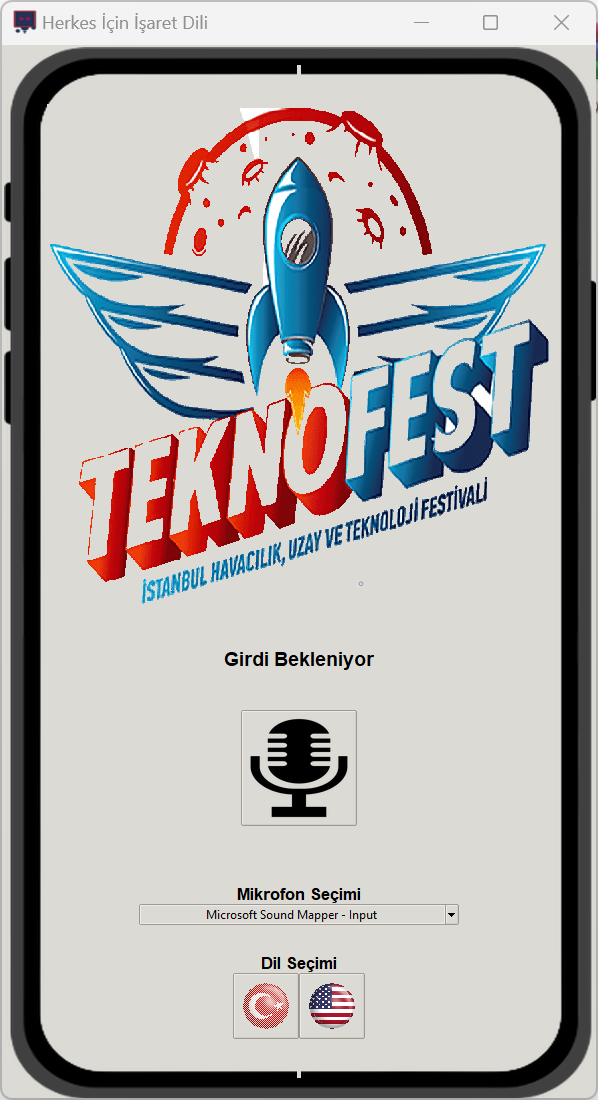 Herkes İçin İşaret Dili
TEKNOFEST
İSTANBUL HAVACILIK, UZAY VE TEKNOLOJİ FESTİVALİ
Girdi Bekleniyor
Mikrofon Seçimi
Microsoft Sound Mapper - Input
Dil Seçimi